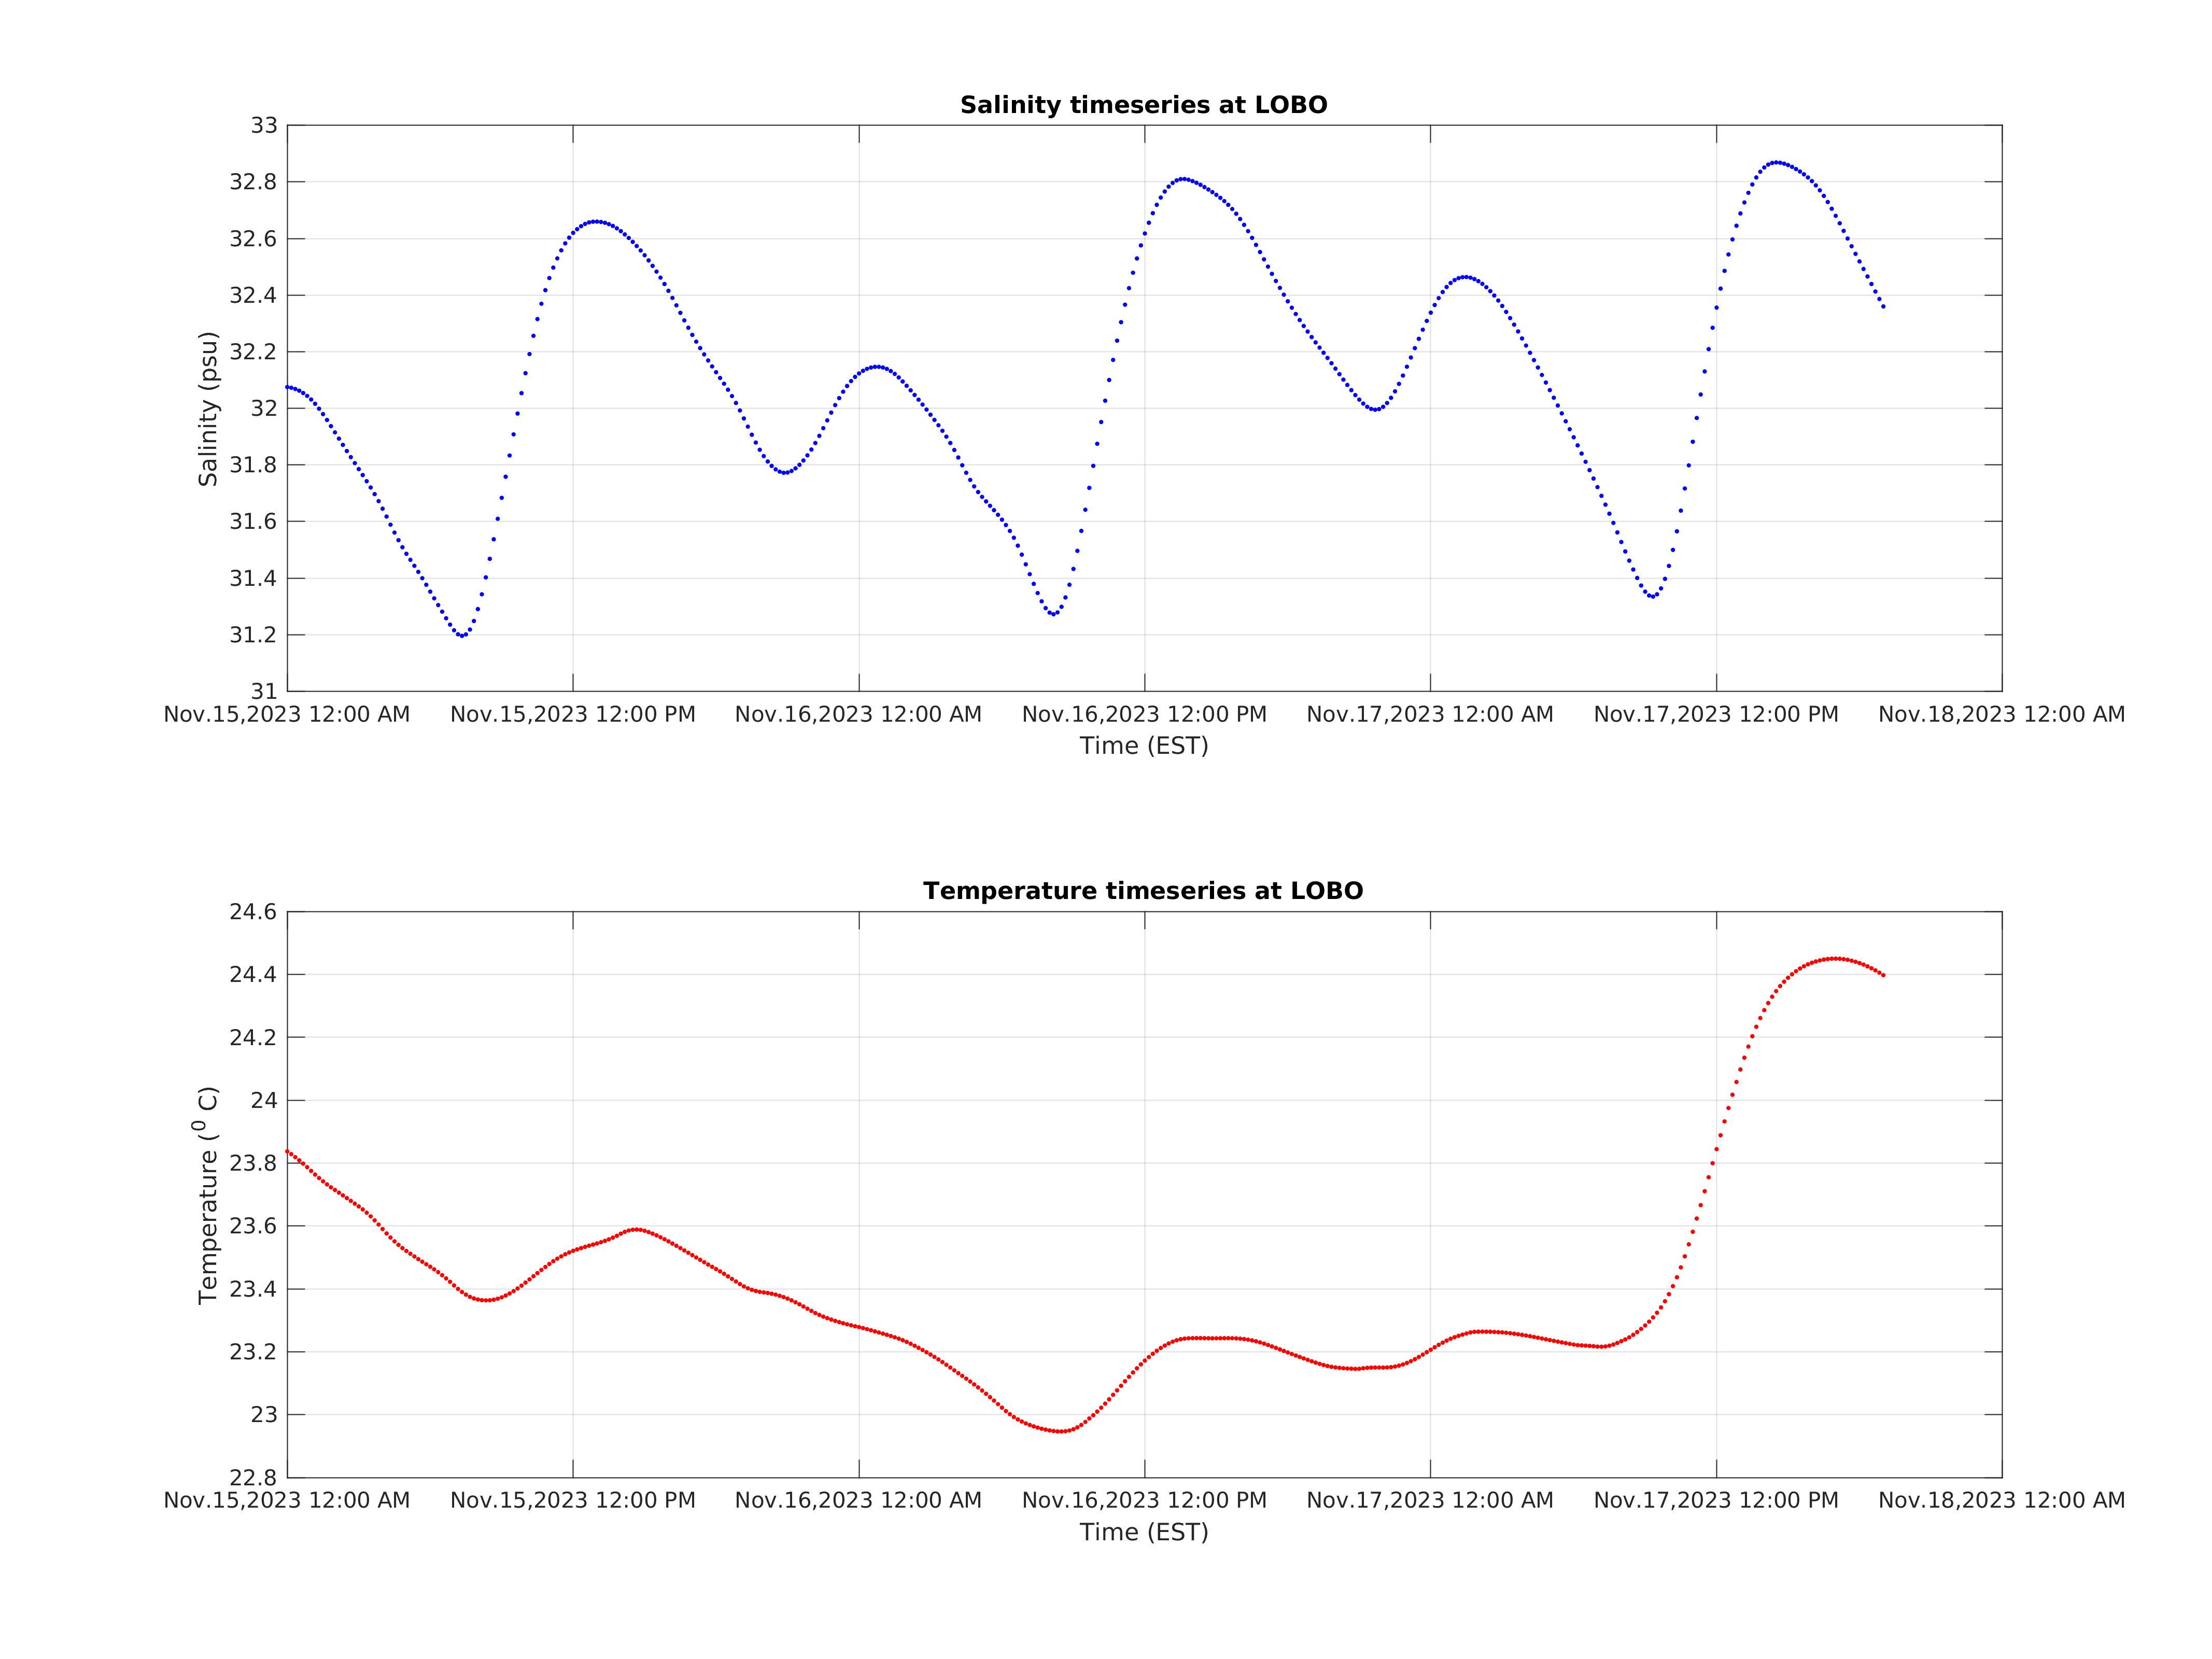 Salinity timeseries at LOBO
33
32.8
32.6
32.4
32.2
32
31.8
31.6
31.4
31.2
31
Salinity (psu)
Nov.15,2023 12:00 AM Nov.15,2023 12:00 PM Nov.16,2023 12:00 AM Nov.16,2023 12:00 PM Nov.17,2023 12:00 AM Nov.17,2023 12:00 PM Nov.18,2023 12:00 AM
Time (EST)
Temperature timeseries at LOBO
24.6
24.4
24.2
24
23.8
23.6
23.4
23.2
23
22.8
Temperature (⁰ C)
Nov.15,2023 12:00 AM Nov.15,2023 12:00 PM Nov.16,2023 12:00 AM Nov.16,2023 12:00 PM Nov.17,2023 12:00 AM Nov.17,2023 12:00 PM Nov.18,2023 12:00 AM
Time (EST)